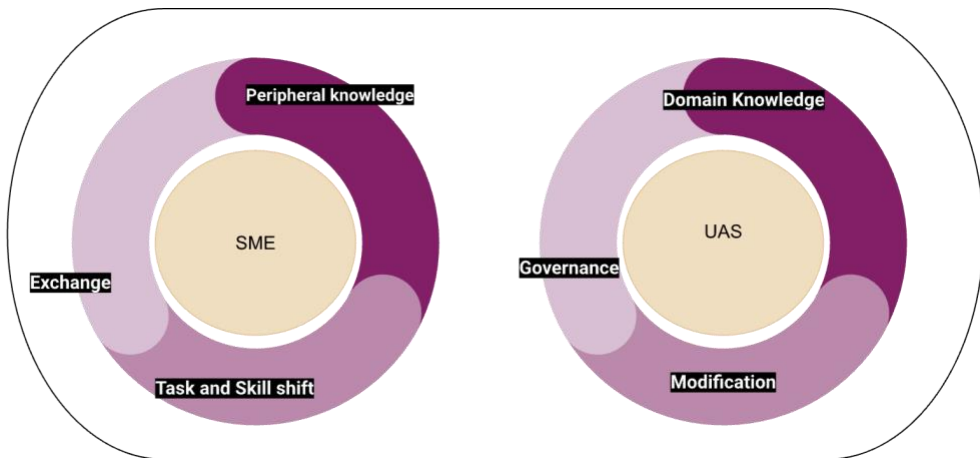 Peripheral knowledge
SME
Exchange
Task and Skill shift
Domain Knowledge
UAS
Governance
Modification